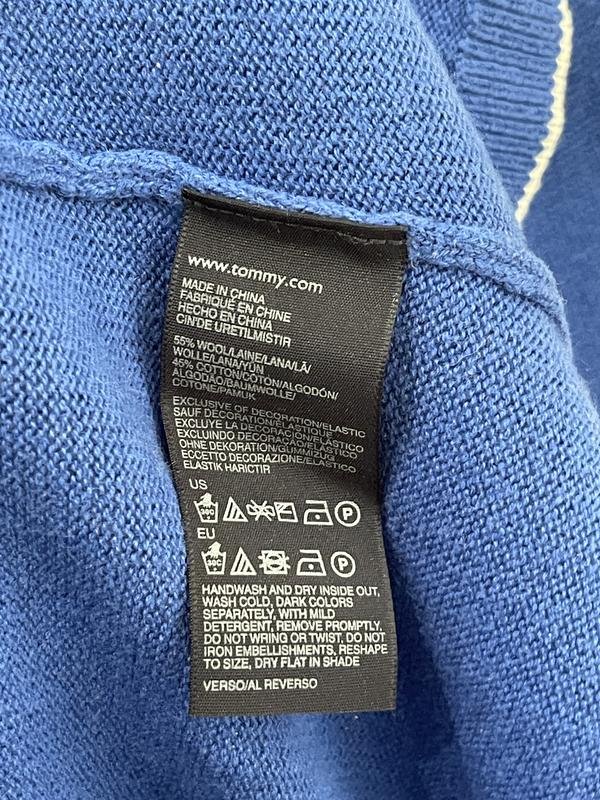 www.tommy.com
MADE IN CHINA
FABRIQUÉ EN CHINE
HECHO EN CHINA
CIN'DE URETILMISTIR
55% WOOL/LAINE/LANA/LÃ/
WOLLE/LANA/YÜN
45% COTTON/COTON/ALGODÓN/
ALGODÃO/BAUMWOLLE/
COTONE/PAMUK
EXCLUSIVE OF DECORATION/ELASTIC
SAUF DÉCORATION/ÉLASTIQUE
EXCLUYE LA DECORACIÓN/ELÁSTICO
EXCLUINDO DECORAÇÃO/ELÁSTICO
OHNE DEKORATION/GUMMIZUG
ECCETTO DECORAZIONE/ELASTICO
ELASTIK HARICTIR
US
30C P
EU
30C P
HANDWASH AND DRY INSIDE OUT,
WASH COLD, DARK COLORS
SEPARATELY, WITH MILD
DETERGENT, REMOVE PROMPTLY,
DO NOT WRING OR TWIST, DO NOT
IRON EMBELLISHMENTS, RESHAPE
TO SIZE, DRY FLAT IN SHADE
VERSO/AL REVERSO